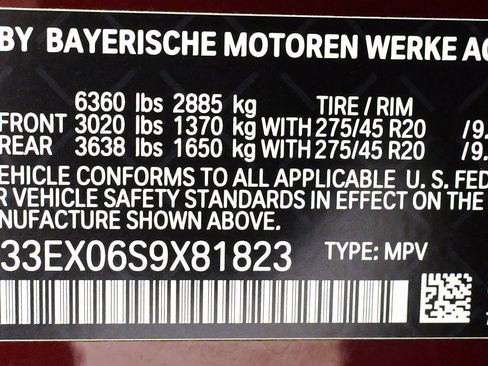 BY BAYERISCHE MOTOREN WERKE AG
6360 lbs 2885 kg TIRE / RIM
FRONT 3020 lbs 1370 kg WITH 275/45 R20 /9.
REAR 3638 lbs 1650 kg WITH 275/45 R20 /9.
VEHICLE CONFORMS TO ALL APPLICABLE U. S. FED
R VEHICLE SAFETY STANDARDS IN EFFECT ON THE
NUFACTURE SHOWN ABOVE.
33EX06S9X81823 TYPE: MPV